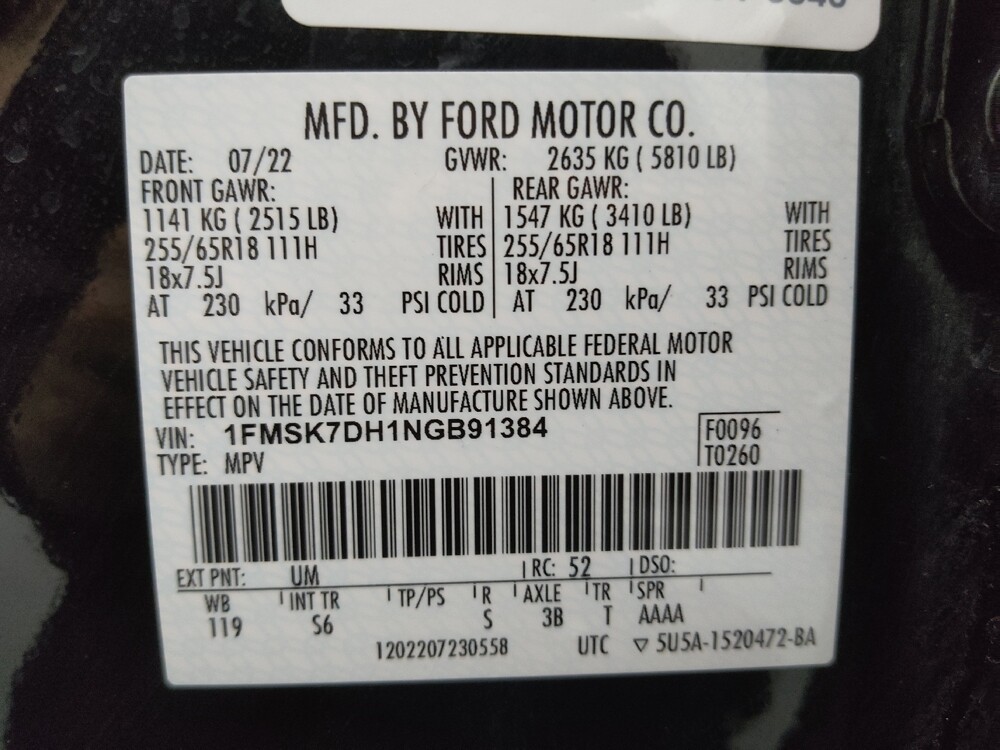 MFD. BY FORD MOTOR CO.
DATE: 07/22 GVWR: 2635 KG ( 5810 LB)
FRONT GAWR: REAR GAWR:
1141 KG ( 2515 LB) WITH 1547 KG ( 3410 LB) WITH
255/65R18 111H TIRES 255/65R18 111H TIRES
18x7.5J RIMS 18x7.5J RIMS
AT 230 kPa/ 33 PSI COLD AT 230 kPa/ 33 PSI COLD
THIS VEHICLE CONFORMS TO ALL APPLICABLE FEDERAL MOTOR
VEHICLE SAFETY AND THEFT PREVENTION STANDARDS IN
EFFECT ON THE DATE OF MANUFACTURE SHOWN ABOVE.
VIN: 1FMSK7DH1NGB91384 F0096
TYPE: MPV T0260
EXT PNT: UM RC: 52 DSO:
WB INT TR TP/PS R AXLE TR SPR
119 S6 S 3B T AAAA
1202207230558 UTC ▽ 5U5A-1520472-BA